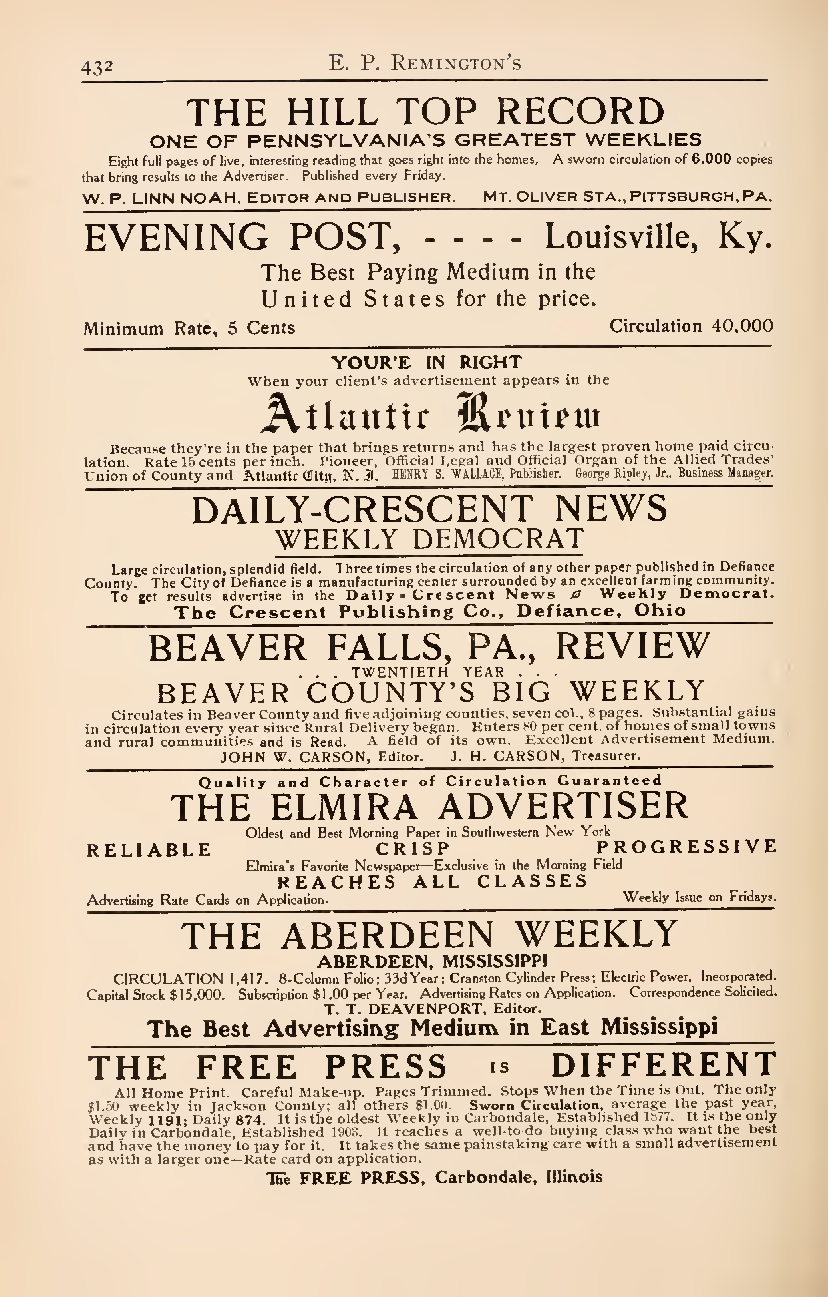 432
E. P. Remington's
THE HILL TOP RECORD
ONE OF PENNSYLVANIA'S GREATEST WEEKLIES
Eight full pages of live, interesting reading that goes right into the homes. A sworn circulation of 6,000 copies
that bring results to the Advertiser. Published every Friday.
W. P. LINN NOAH, EDITOR AND PUBLISHER. MT. OLIVER STA., PITTSBURGH, PA.
EVENING POST, - - - - Louisville, Ky.
The Best Paying Medium in the
United States for the price.
Minimum Rate, 5 Cents Circulation 40,000
YOUR'E IN RIGHT
When your client's advertisement appears in the
Atlantic Review
Because they're in the paper that brings returns and has the largest proven home paid circu-
lation. Rate 15 cents per inch. Pioneer, Official Legal and Official Organ of the Allied Trades'
Union of County and Atlantic City, N. J. HENRY S. WALLACE, Publisher. George Ripley, Jr., Business Manager.
DAILY-CRESCENT NEWS
WEEKLY DEMOCRAT
Large circulation, splendid field. Three times the circulation of any other paper published in Defiance
County. The City of Defiance is a manufacturing center surrounded by an excellent farming community.
To get results advertise in the Daily-Crescent News & Weekly Democrat.
The Crescent Publishing Co., Defiance, Ohio
BEAVER FALLS, PA., REVIEW
. . . TWENTIETH YEAR . . .
BEAVER COUNTY'S BIG WEEKLY
Circulates in Beaver County and five adjoining counties, seven col., 8 pages. Substantial gains
in circulation every year since Rural Delivery began. Enters 80 per cent. of homes of small towns
and rural communities and is Read. A field of its own. Excellent Advertisement Medium.
JOHN W. CARSON, Editor. J. H. CARSON, Treasurer.
Quality and Character of Circulation Guaranteed
THE ELMIRA ADVERTISER
Oldest and Best Morning Paper in Southwestern New York
RELIABLE CRISP PROGRESSIVE
Elmira's Favorite Newspaper—Exclusive in the Morning Field
REACHES ALL CLASSES
Advertising Rate Cards on Application. Weekly Issue on Fridays.
THE ABERDEEN WEEKLY
ABERDEEN, MISSISSIPPI
CIRCULATION 1,417. 8-Column Folio; 33d Year; Cranston Cylinder Press; Electric Power. Incorporated.
Capital Stock $15,000. Subscription $1.00 per Year. Advertising Rates on Application. Correspondence Solicited.
T. T. DEAVENPORT, Editor.
The Best Advertising Medium in East Mississippi
THE FREE PRESS IS DIFFERENT
All Home Print. Careful Make-up. Pages Trimmed. Stops When the Time is Out. The only
$1.50 weekly in Jackson County; all others $1.00. Sworn Circulation, average the past year,
Weekly 1191; Daily 874. It is the oldest Weekly in Carbondale, Established 1877. It is the only
Daily in Carbondale, Established 1903. It reaches a well-to-do buying class who want the best
and have the money to pay for it. It takes the same painstaking care with a small advertisement
as with a larger one—Rate card on application.
The FREE PRESS, Carbondale, Illinois